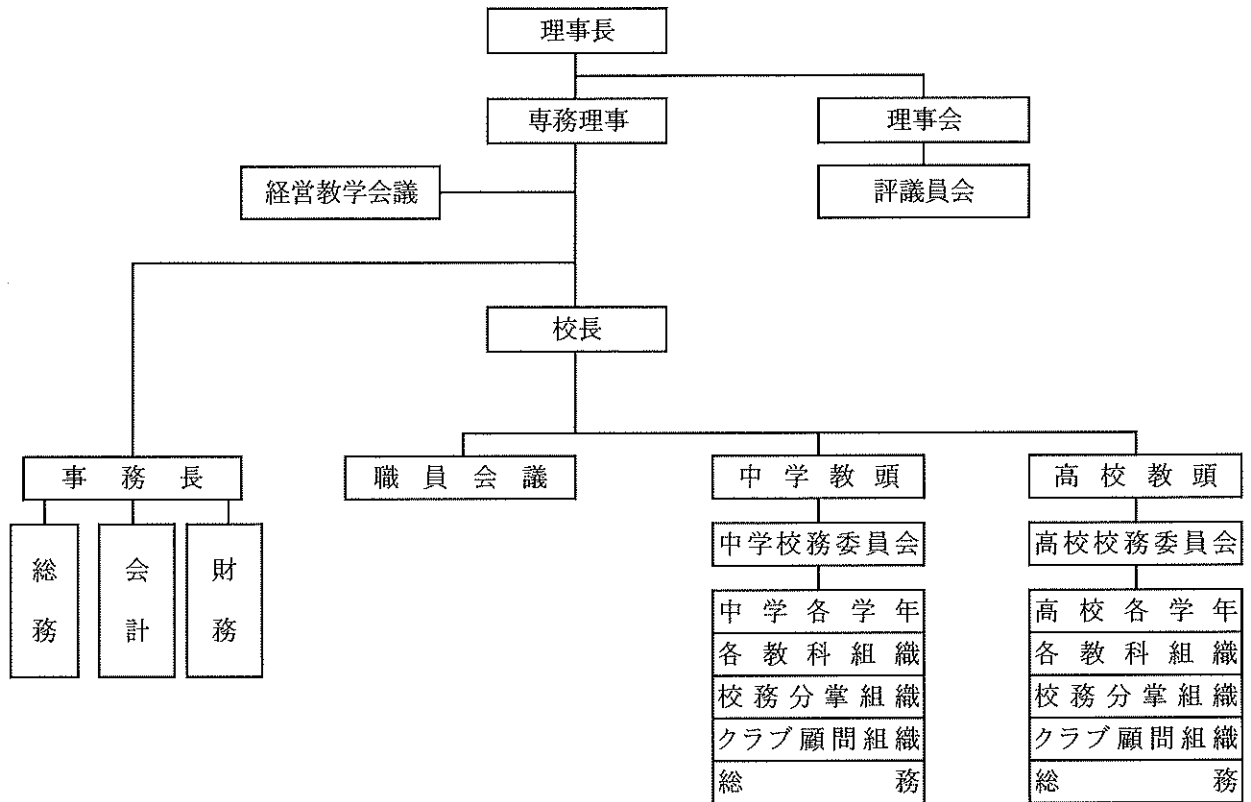 理事長
専務理事
理事会
経営教学会議
評議員会
校長
事務長
職員会議
中学教頭
高校教頭
総務
会計
財務
中学校務委員会
高校校務委員会
中学各学年
各教科組織
校務分掌組織
クラブ顧問組織
総務
高校各学年
各教科組織
校務分掌組織
クラブ顧問組織
総務